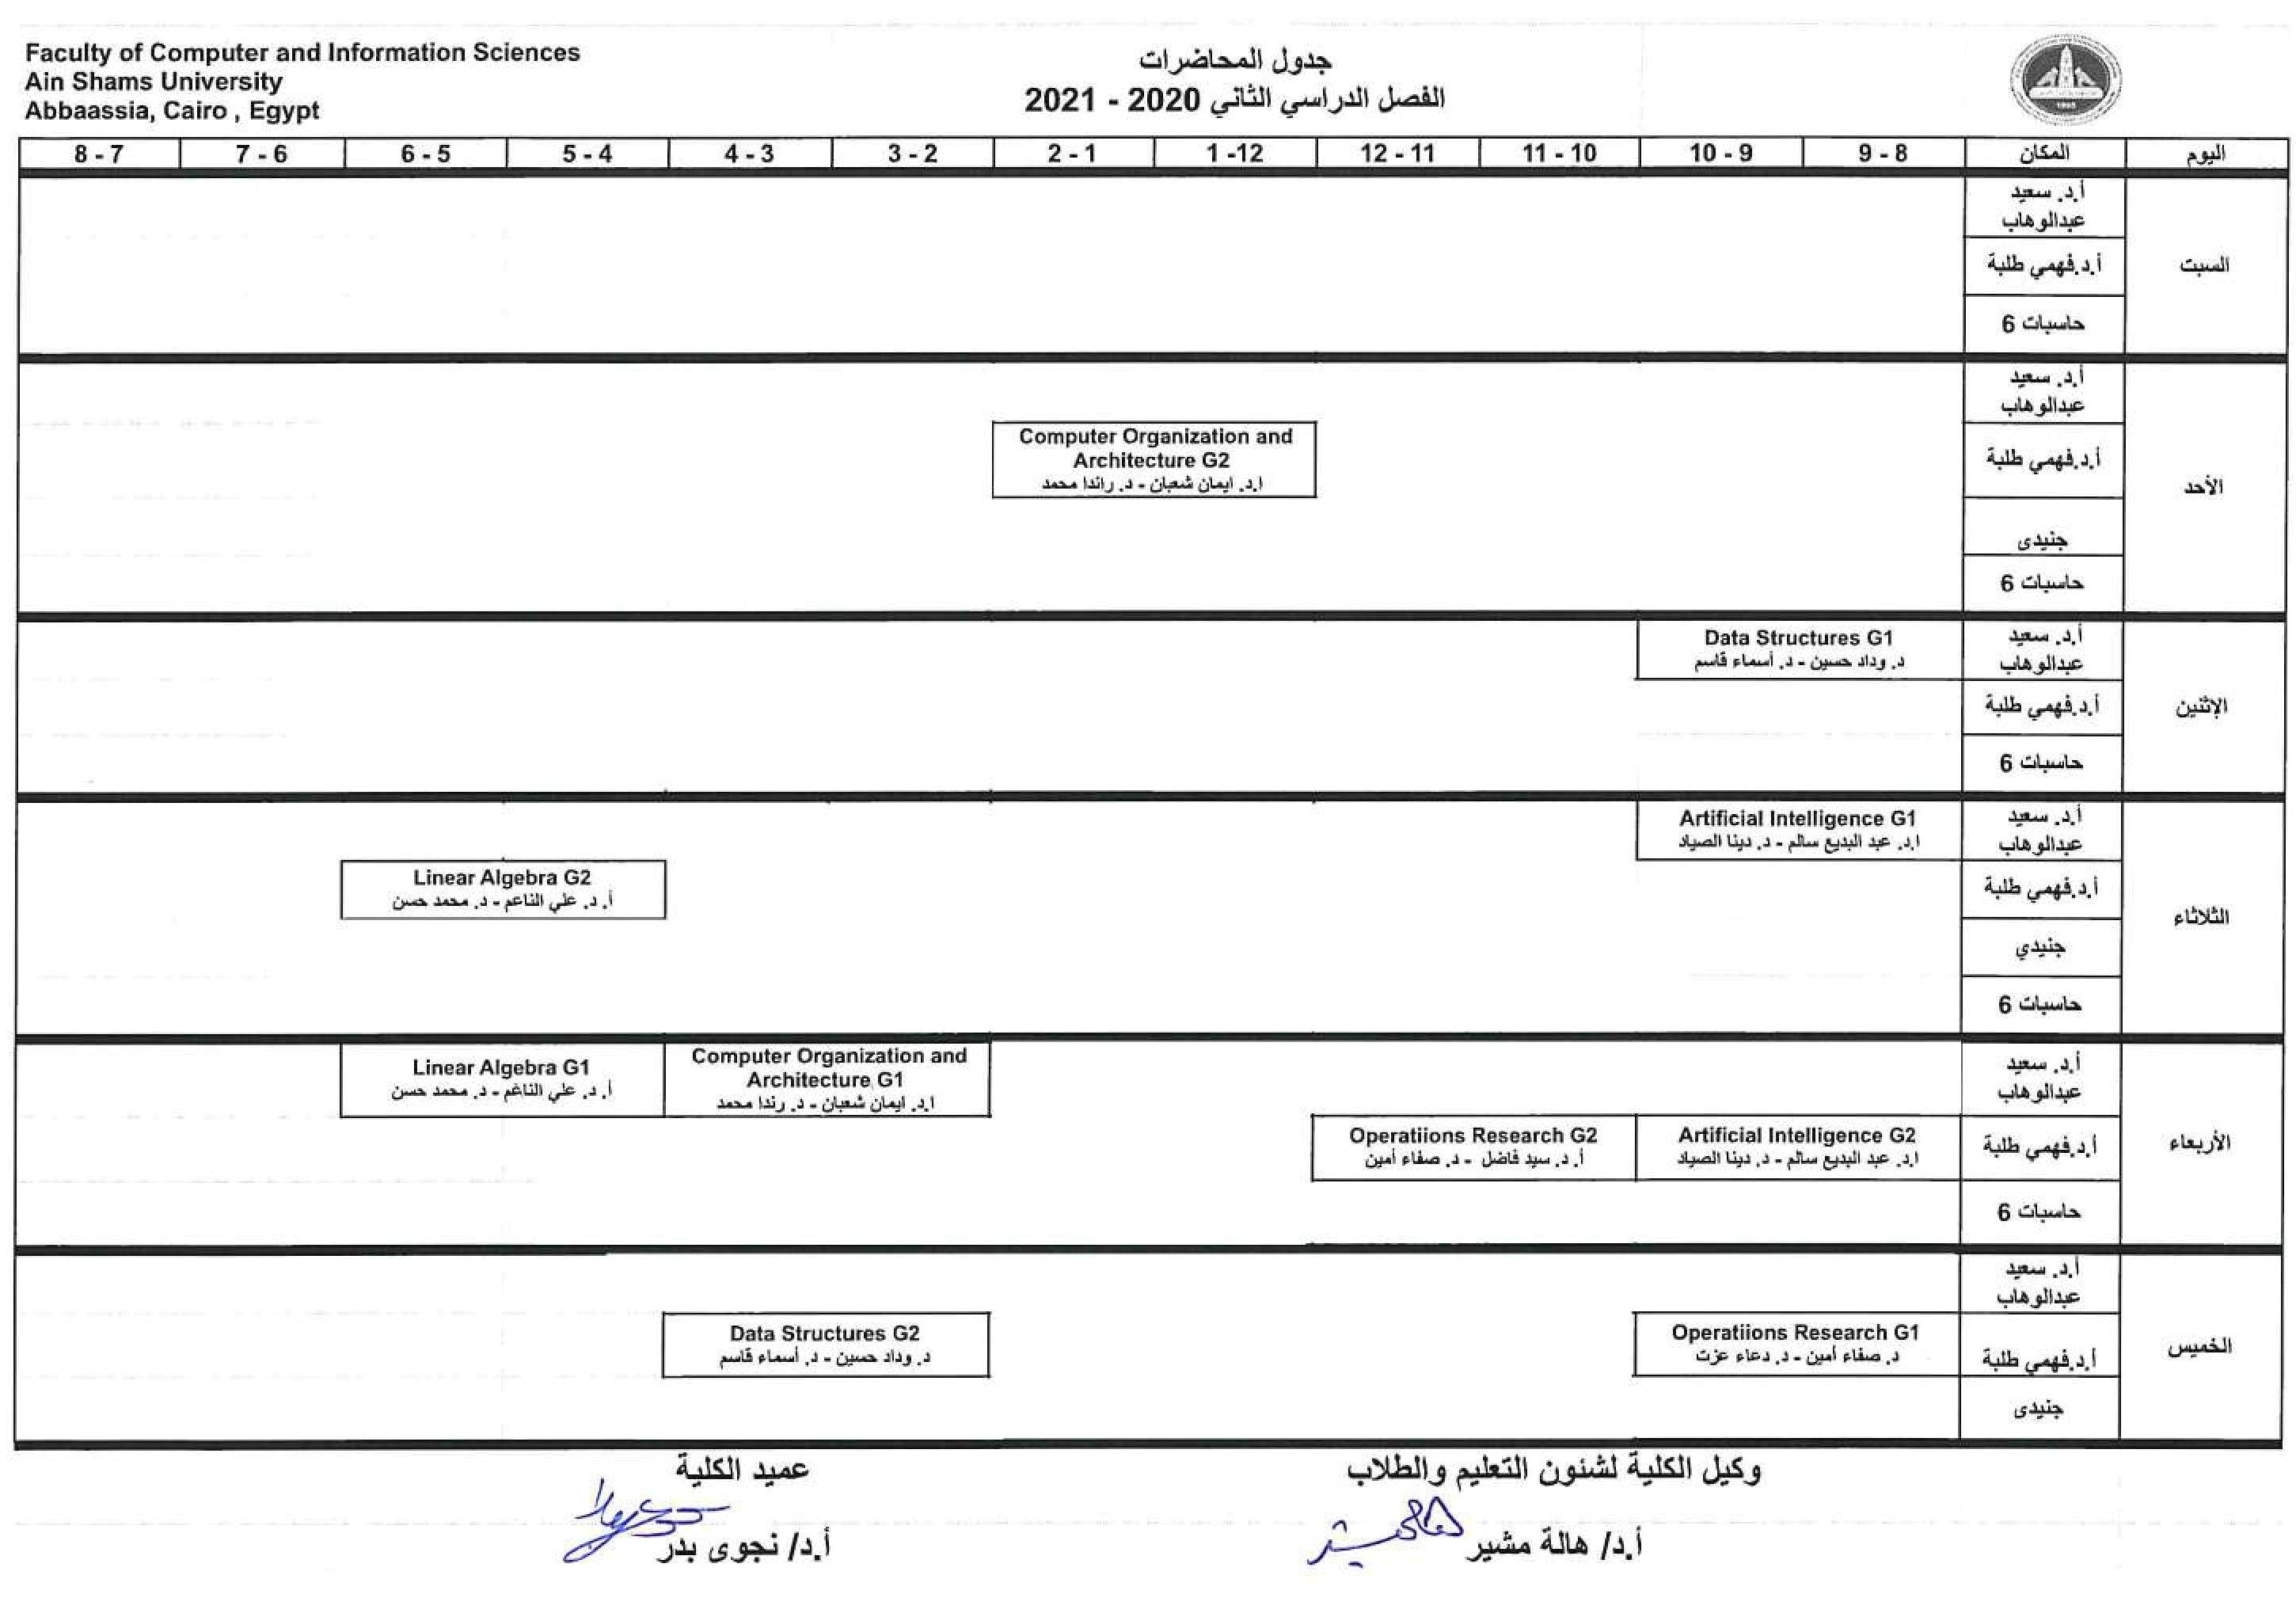 Faculty of Computer and Information Sciences
Ain Shams University
Abbaassia, Cairo , Egypt
جدول المحاضرات
الفصل الدراسي الثاني 2020 - 2021
اليوم
المكان
9 - 8
10 - 9
11 - 10
12 - 11
1 -12
2 - 1
3 - 2
4 - 3
5 - 4
6 - 5
7 - 6
8 - 7
السبت
أ.د. سعيد
عبدالوهاب
أ.د.فهمي طلبة
حاسبات 6
الأحد
أ.د. سعيد
عبدالوهاب
أ.د.فهمي طلبة
Computer Organization and
Architecture G2
ا.د. ايمان شعبان - د. راندا محمد
جنيدى
حاسبات 6
الإثنين
أ.د. سعيد
عبدالوهاب
Data Structures G1
د. وداد حسين - د. أسماء قاسم
أ.د.فهمي طلبة
حاسبات 6
الثلاثاء
أ.د. سعيد
عبدالوهاب
Artificial Intelligence G1
ا.د. عبد البديع سالم - د. دينا الصياد
أ.د.فهمي طلبة
Linear Algebra G2
أ.د. علي الناعم - د. محمد حسن
جنيدي
حاسبات 6
الأربعاء
أ.د. سعيد
عبدالوهاب
Computer Organization and
Architecture G1
ا.د. ايمان شعبان - د. رندا محمد
Linear Algebra G1
أ.د. علي الناغم - د. محمد حسن
أ.د.فهمي طلبة
Artificial Intelligence G2
ا.د. عبد البديع سالم - د. دينا الصياد
Operatiions Research G2
أ.د. سيد فاضل - د. صفاء أمين
حاسبات 6
الخميس
أ.د. سعيد
عبدالوهاب
أ.د.فهمي طلبة
Operatiions Research G1
د. صفاء أمين - د. دعاء عزت
Data Structures G2
د. وداد حسين - د. أسماء قاسم
جنيدى
وكيل الكلية لشئون التعليم والطلاب
أ.د/ هالة مشير
عميد الكلية
أ.د/ نجوى بدر